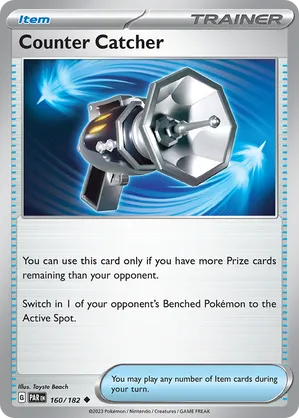 Item
TRAINER
Counter Catcher
You can use this card only if you have more Prize cards
remaining than your opponent.
Switch in 1 of your opponent's Benched Pokémon to
the Active Spot.
Illus. Toyste Beach
You may play any number of Item cards during
your turn.
G PAR EN 160/182
©2023 Pokémon / Nintendo / Creatures / GAME FREAK